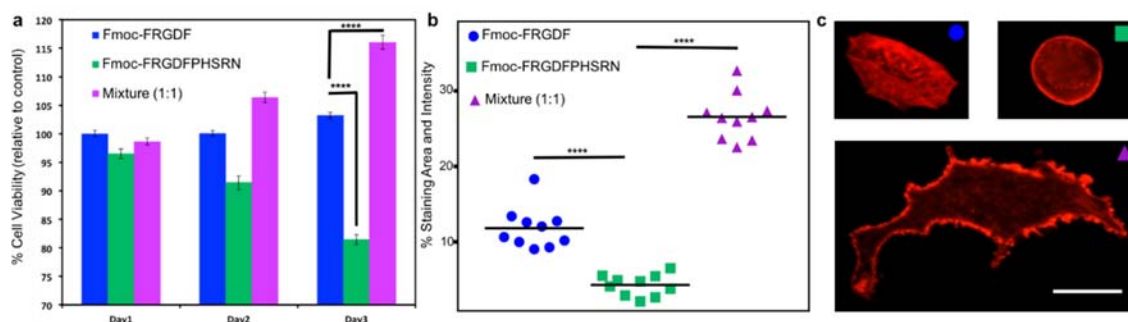 a
% Cell Viability (relative to control)
120
115
110
105
100
95
90
85
80
75
70
Fmoc-FRGDF
Fmoc-FRGDFPHSRN
Mixture (1:1)
****
****
Day1
Day2
Day3
b
% Staining Area and Intensity
30
20
10
Fmoc-FRGDF
Fmoc-FRGDFPHSRN
Mixture (1:1)
****
****
c